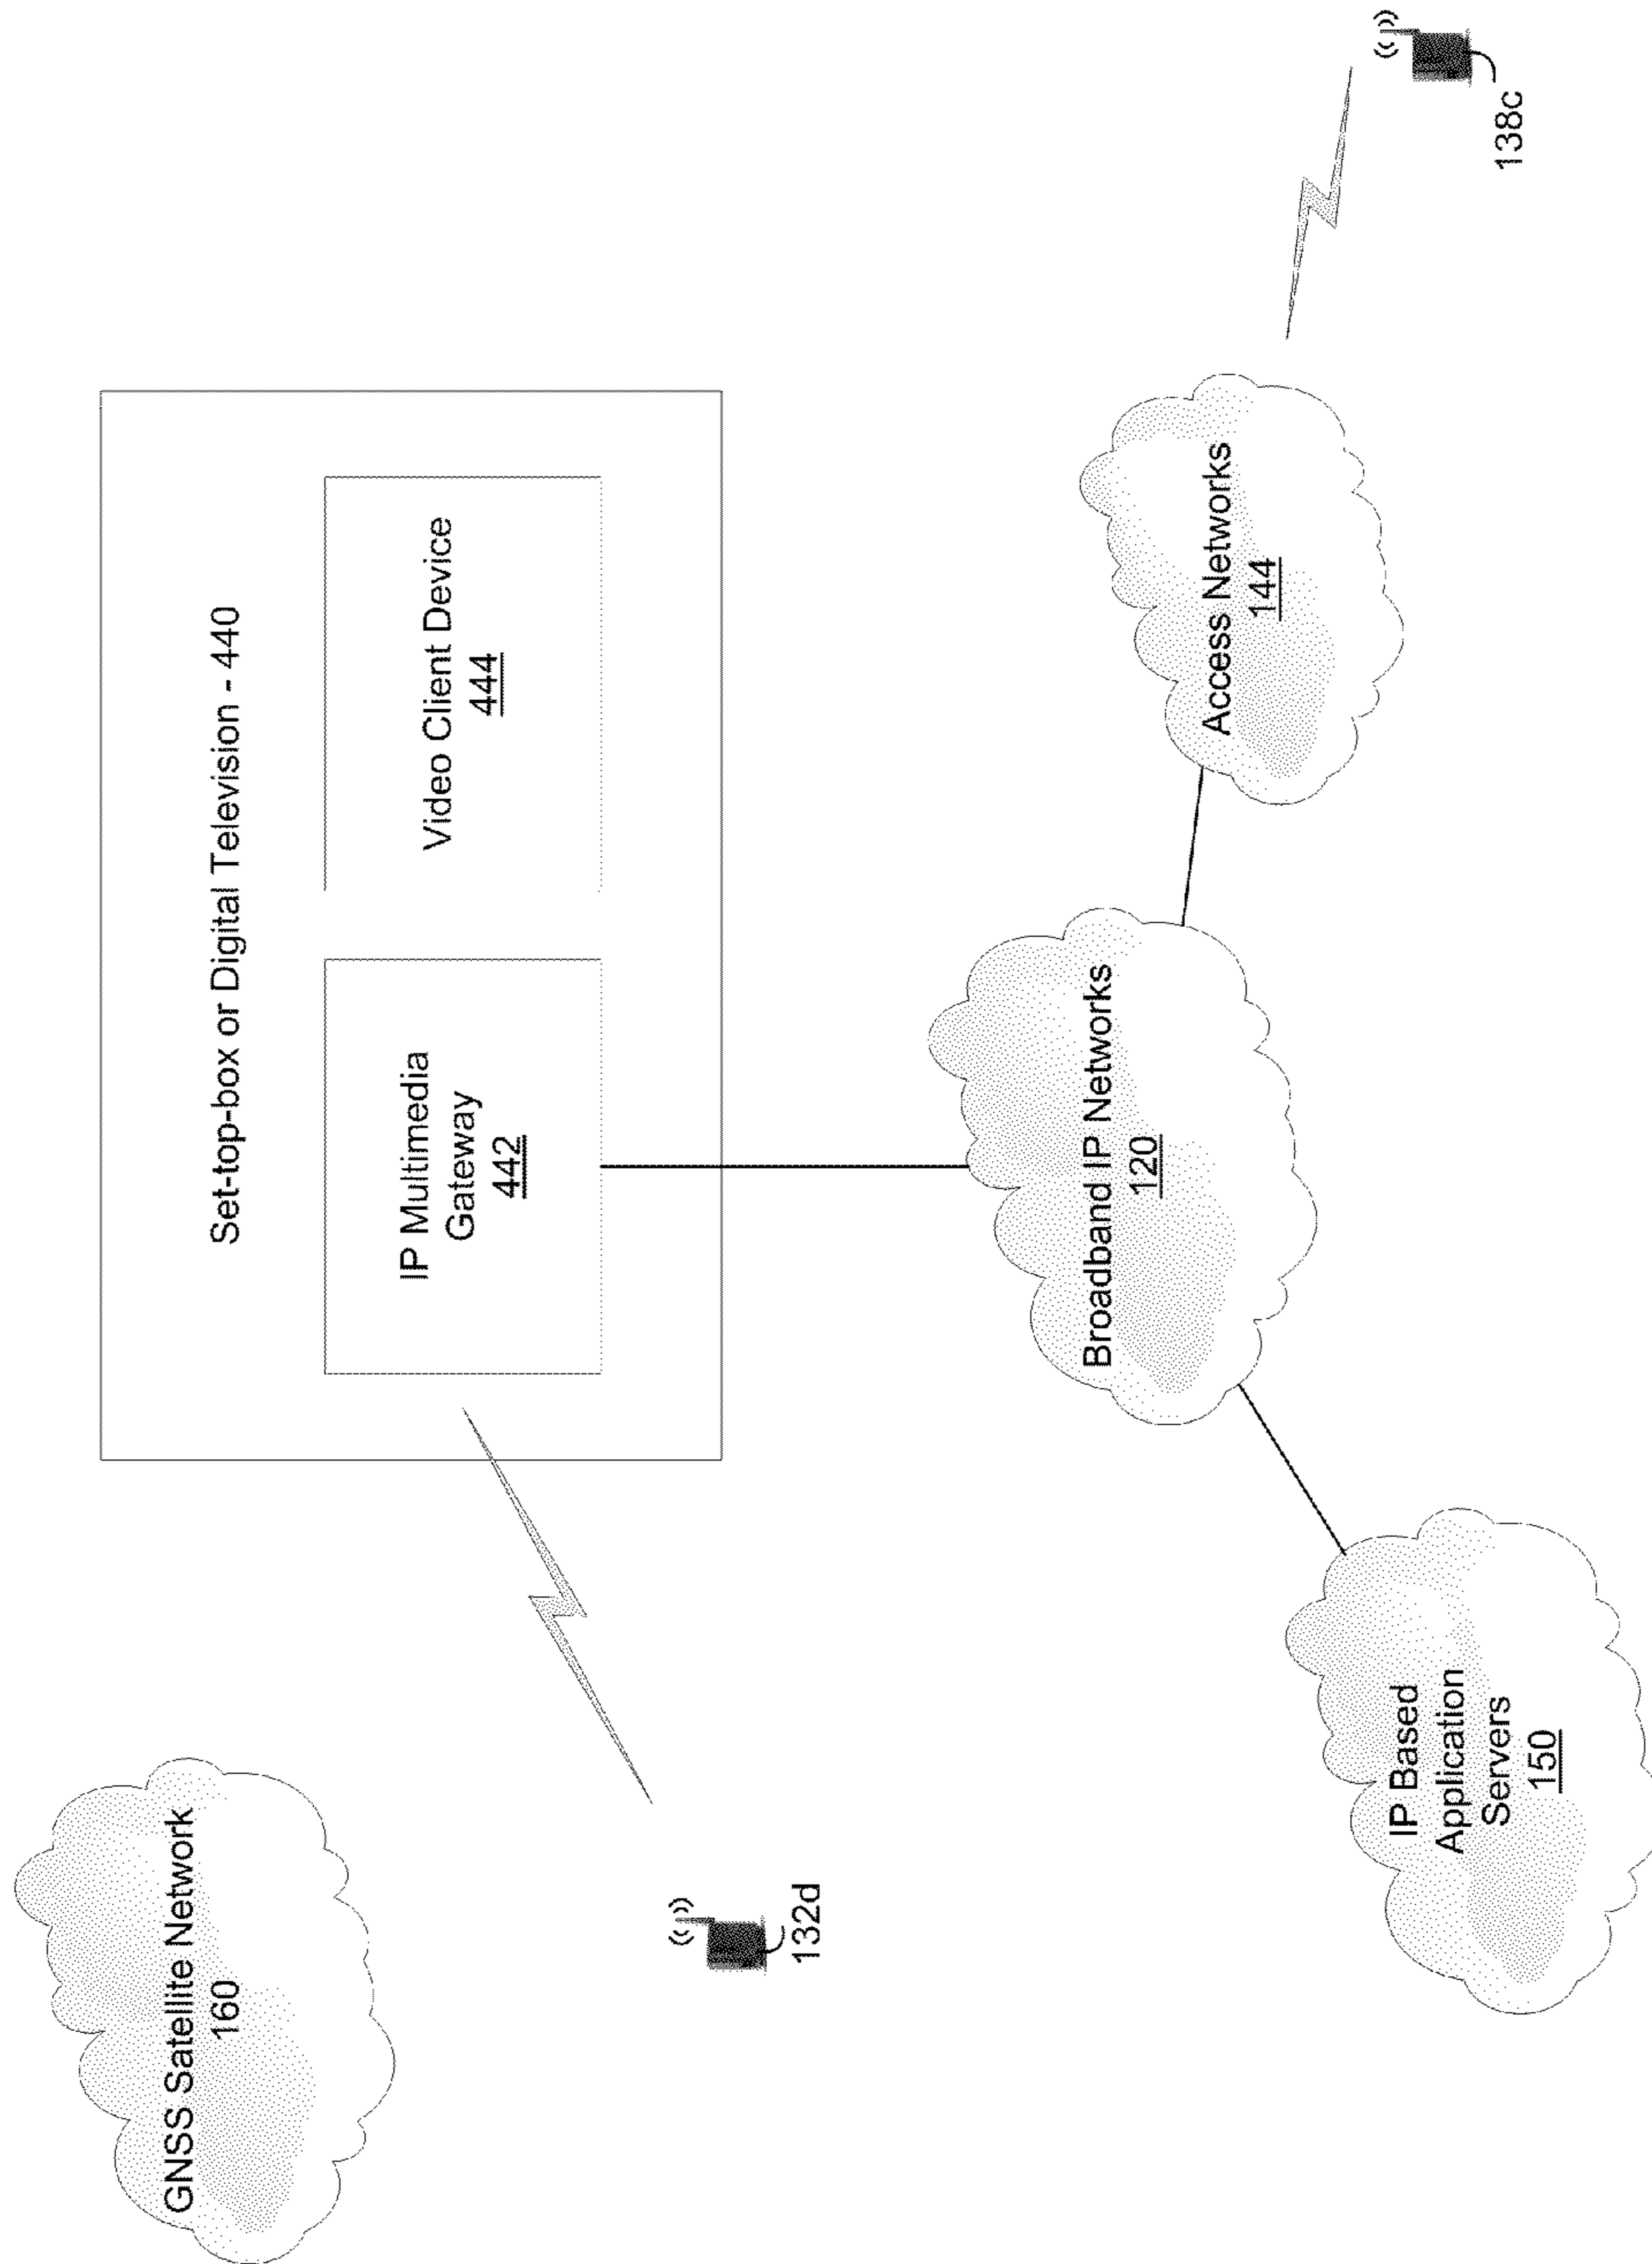 GNSS Satellite Network
160
Set-top-box or Digital Television - 440
IP Multimedia
Gateway
442
Video Client Device
444
132d
Broadband IP Networks
120
Access Networks
144
138c
IP Based
Application
Servers
150